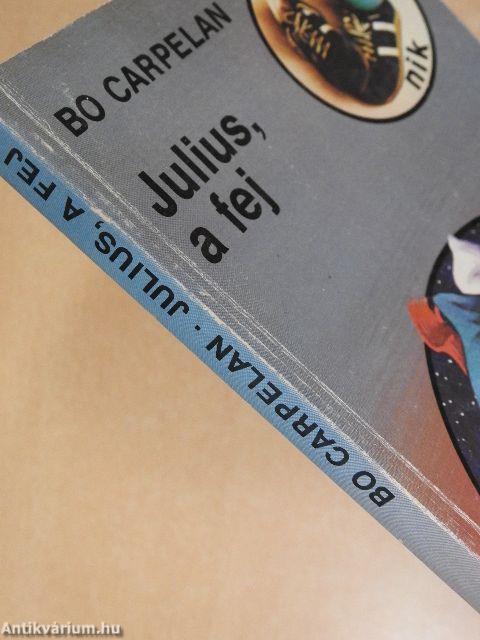 BO CARPELAN
Julius,
a fej
nik
BO CARPELAN · JULIUS, A FEJ
Antikvárium.hu